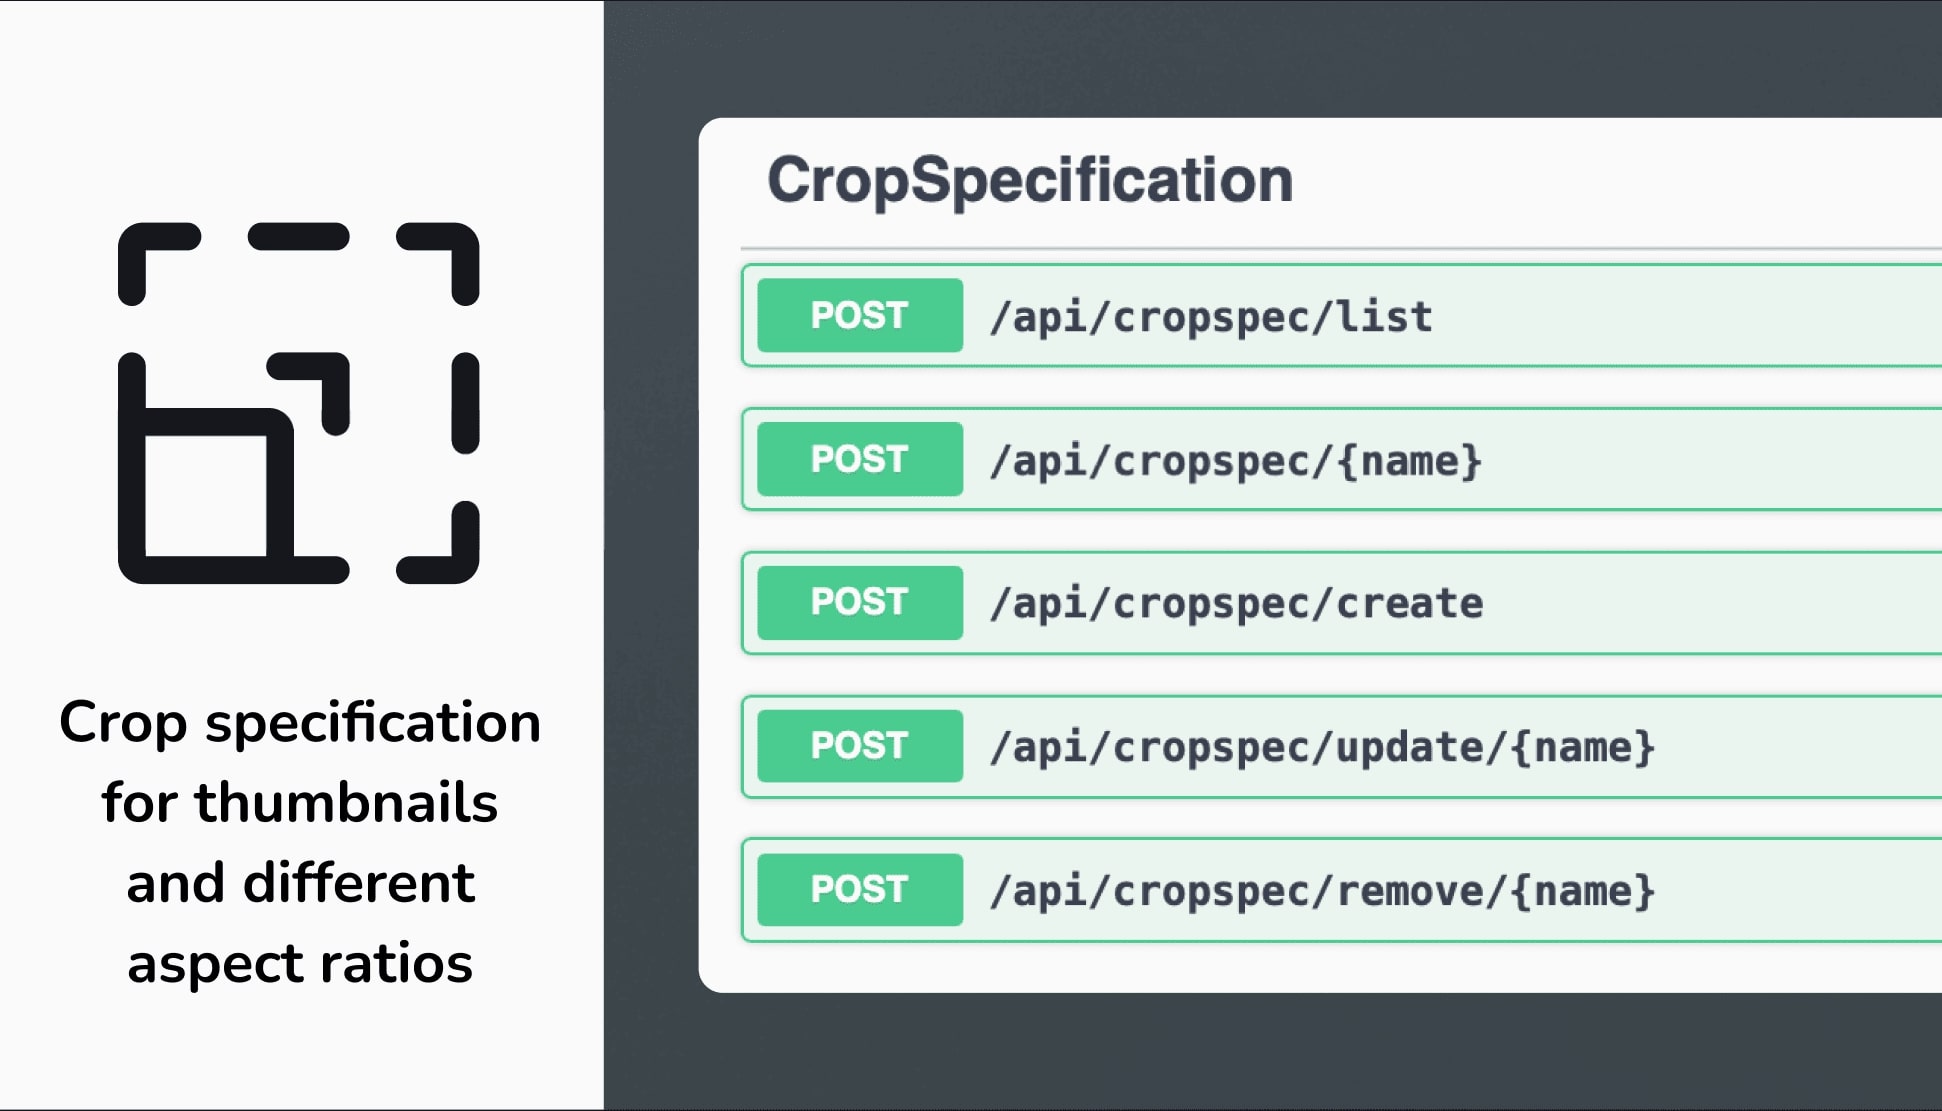 Crop specification
for thumbnails
and different
aspect ratios
CropSpecification
POST /api/cropspec/list
POST /api/cropspec/{name}
POST /api/cropspec/create
POST /api/cropspec/update/{name}
POST /api/cropspec/remove/{name}